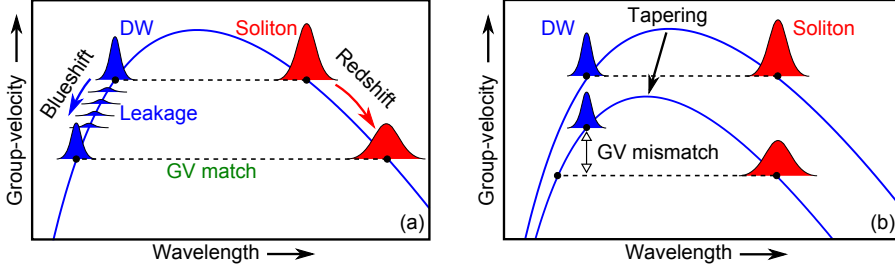 DW
Soliton
Blueshift
Redshift
Leakage
GV match
Group-velocity
Wavelength
(a)
Tapering
DW
Soliton
GV mismatch
Group-velocity
Wavelength
(b)